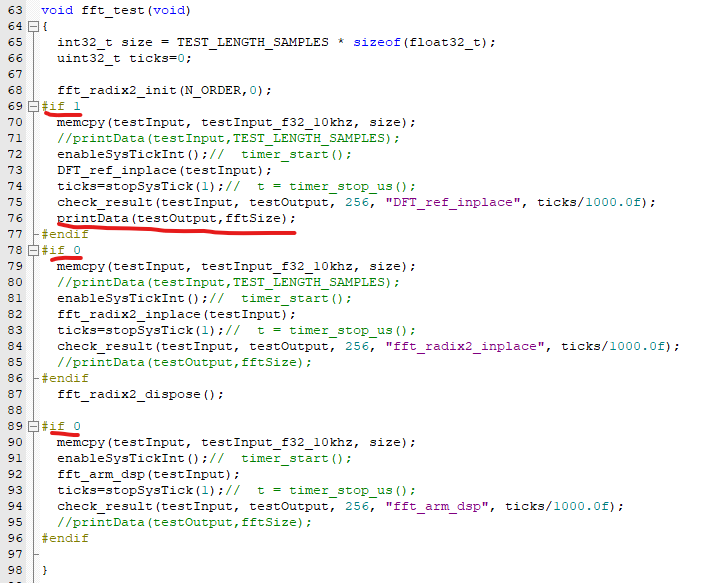 63 void fft_test(void)
64 {
65   int32_t size = TEST_LENGTH_SAMPLES * sizeof(float32_t);
66   uint32_t ticks=0;
67
68   fft_radix2_init(N_ORDER,0);
69 #if 1
70   memcpy(testInput, testInput_f32_10khz, size);
71   //printData(testInput,TEST_LENGTH_SAMPLES);
72   enableSysTickInt();//  timer_start();
73   DFT_ref_inplace(testInput);
74   ticks=stopSysTick(1);//  t = timer_stop_us();
75   check_result(testInput, testOutput, 256, "DFT_ref_inplace", ticks/1000.0f);
76   printData(testOutput,fftSize);
77 #endif
78 #if 0
79   memcpy(testInput, testInput_f32_10khz, size);
80   //printData(testInput,TEST_LENGTH_SAMPLES);
81   enableSysTickInt();//  timer_start();
82   fft_radix2_inplace(testInput);
83   ticks=stopSysTick(1);//  t = timer_stop_us();
84   check_result(testInput, testOutput, 256, "fft_radix2_inplace", ticks/1000.0f);
85   //printData(testOutput,fftSize);
86 #endif
87   fft_radix2_dispose();
88
89 #if 0
90   memcpy(testInput, testInput_f32_10khz, size);
91   enableSysTickInt();//  timer_start();
92   fft_arm_dsp(testInput);
93   ticks=stopSysTick(1);//  t = timer_stop_us();
94   check_result(testInput, testOutput, 256, "fft_arm_dsp", ticks/1000.0f);
95   //printData(testOutput,fftSize);
96 #endif
97
98 }